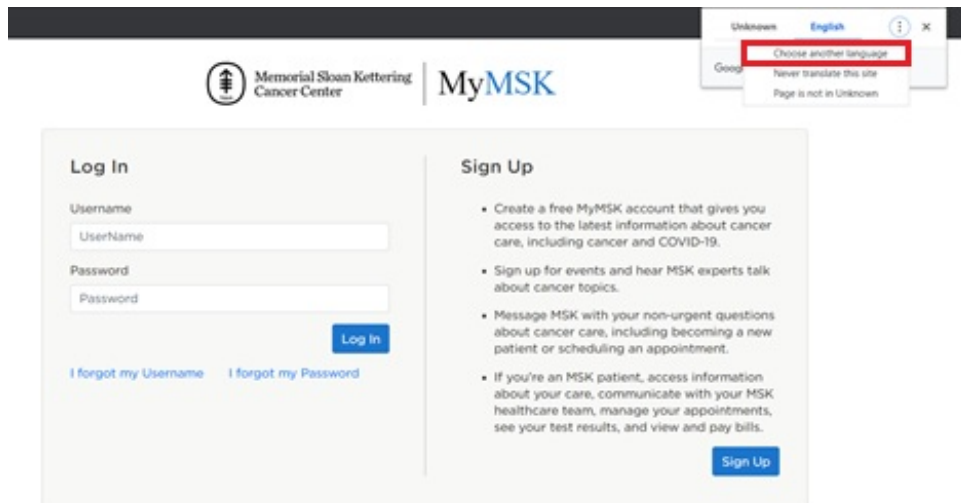 Unknown English
Choose another language
Goog
Never translate this site
Page is not in Unknown
Memorial Sloan Kettering
Cancer Center
MyMSK
Log In
Username
UserName
Password
Password
Log In
I forgot my Username I forgot my Password
Sign Up
• Create a free MyMSK account that gives you
access to the latest information about cancer
care, including cancer and COVID-19.
• Sign up for events and hear MSK experts talk
about cancer topics.
• Message MSK with your non-urgent questions
about cancer care, including becoming a new
patient or scheduling an appointment.
• If you're an MSK patient, access information
about your care, communicate with your MSK
healthcare team, manage your appointments,
see your test results, and view and pay bills.
Sign Up